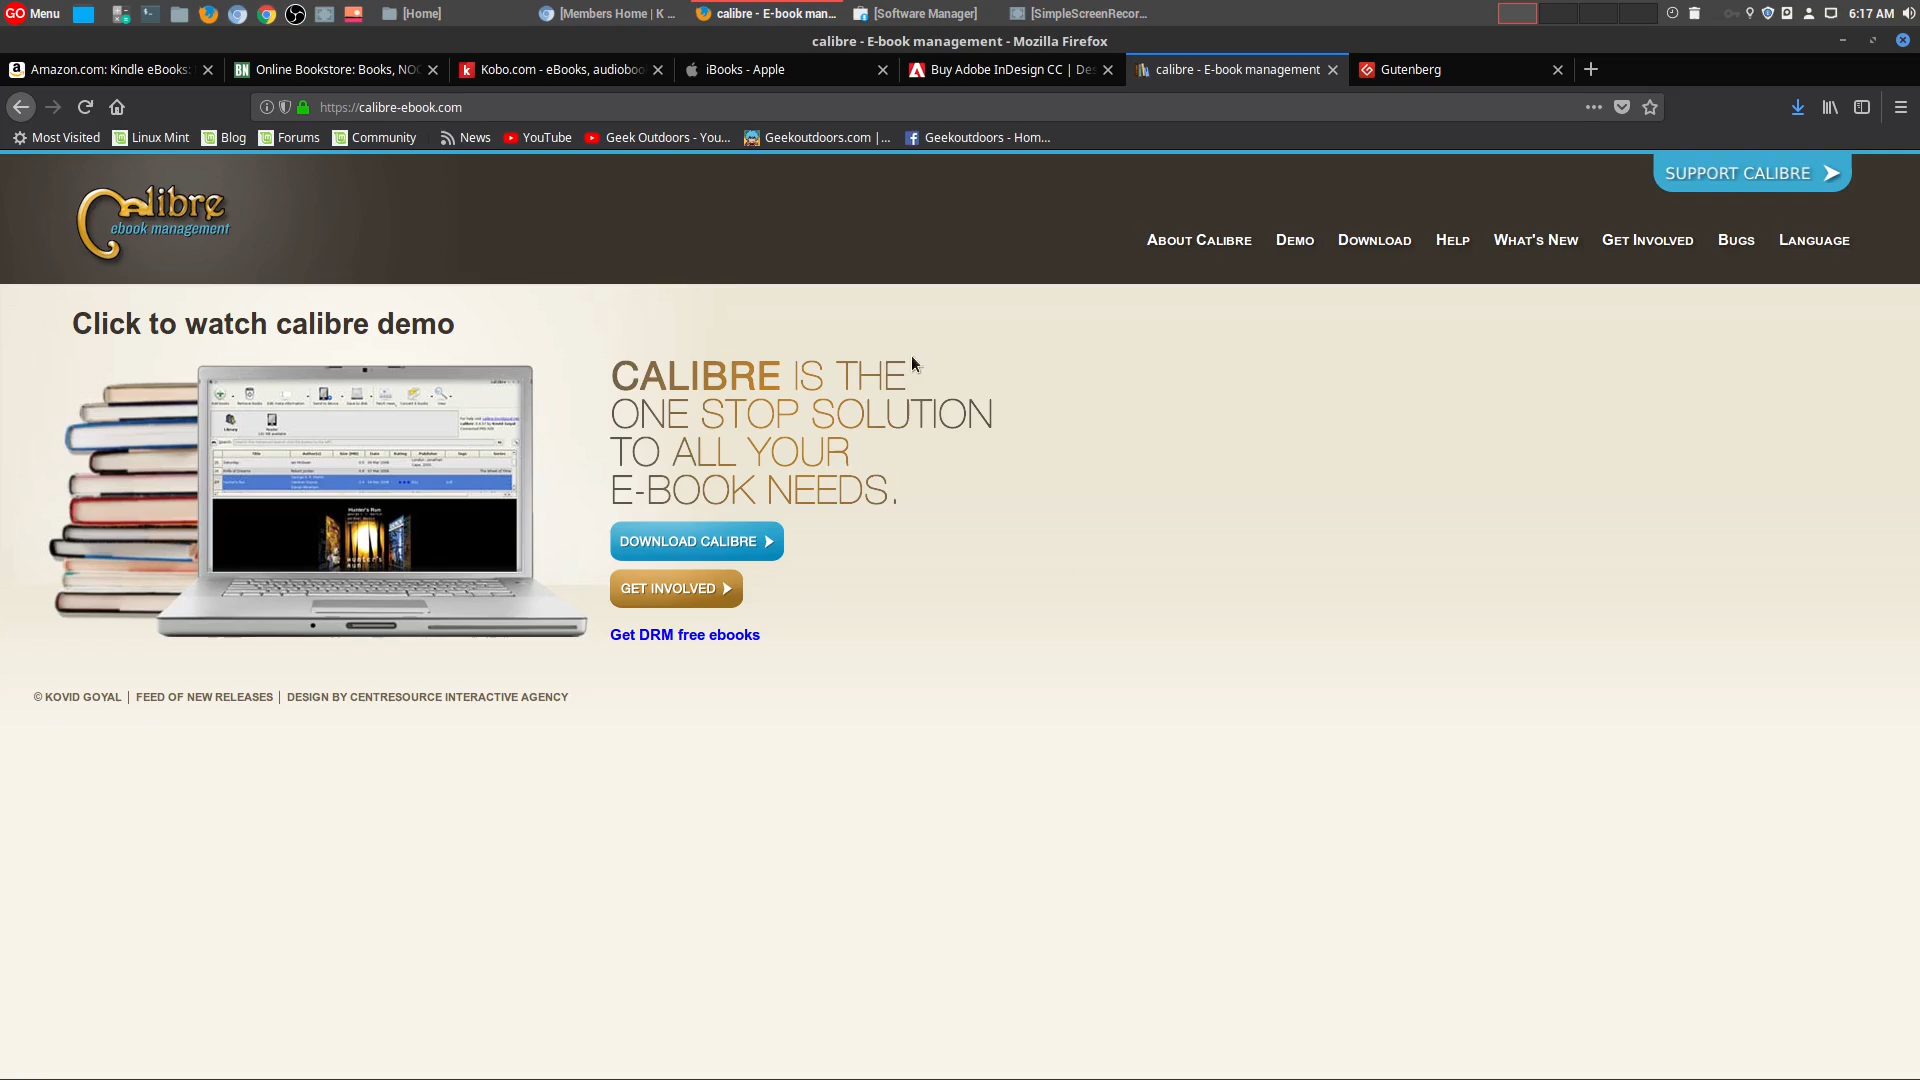 GO Menu
[Home]
[Members Home | K ...
calibre - E-book man...
[Software Manager]
[SimpleScreenRecor...
6:17 AM
calibre - E-book management - Mozilla Firefox
Amazon.com: Kindle eBooks:
Online Bookstore: Books, NO
Kobo.com - eBooks, audiobo
iBooks - Apple
Buy Adobe InDesign CC | De
calibre - E-book management
Gutenberg
https://calibre-ebook.com
Most Visited
Linux Mint
Blog
Forums
Community
News
YouTube
Geek Outdoors - You...
Geekoutdoors.com |...
Geekoutdoors - Hom...
SUPPORT CALIBRE
Calibre
ebook management
ABOUT CALIBRE
DEMO
DOWNLOAD
HELP
WHAT'S NEW
GET INVOLVED
BUGS
LANGUAGE
Click to watch calibre demo
CALIBRE IS THE
ONE STOP SOLUTION
TO ALL YOUR
E-BOOK NEEDS.
DOWNLOAD CALIBRE
GET INVOLVED
Get DRM free ebooks
© KOVID GOYAL | FEED OF NEW RELEASES | DESIGN BY CENTRESOURCE INTERACTIVE AGENCY